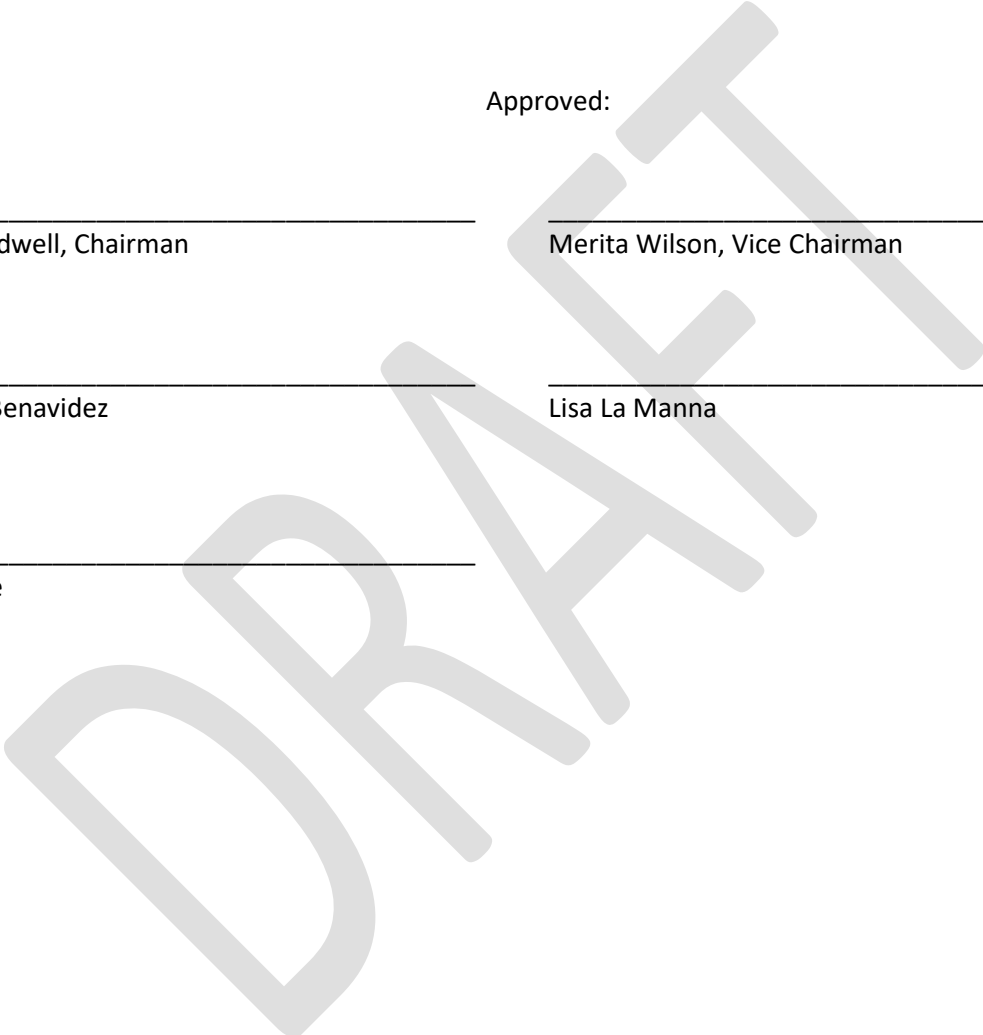 Approved:
dwell, Chairman
Merita Wilson, Vice Chairman
Benavidez
Lisa La Manna
e
DRAFT